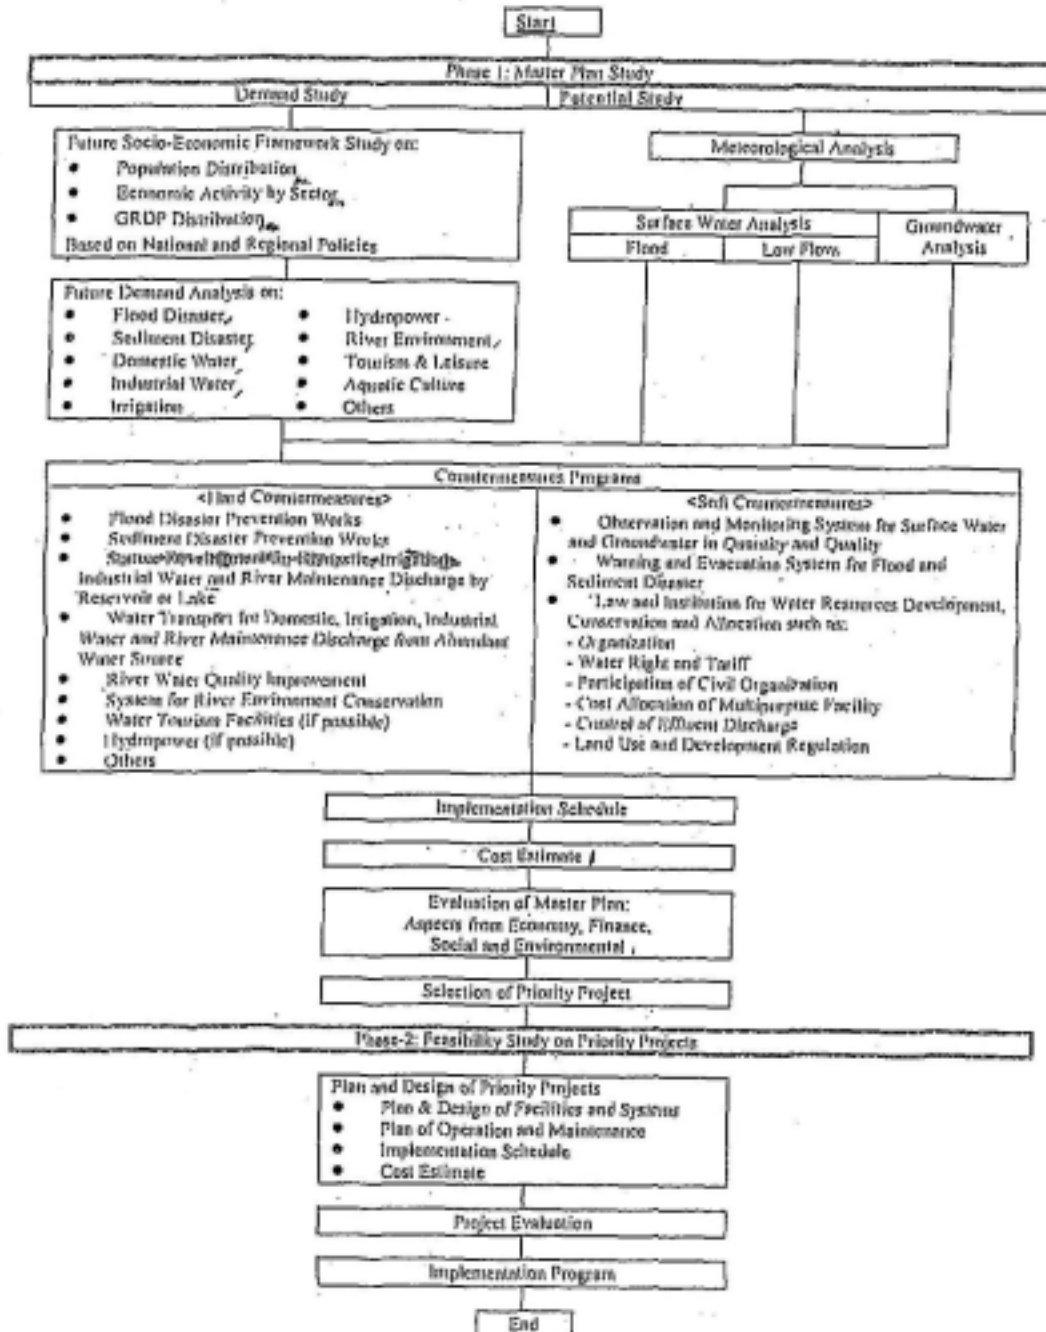 Start
Phase 1: Master Plan Study
Demand Study
Potential Study
Future Socio-Economic Framework Study on:
• Population Distribution
• Economic Activity by Sector
• GRDP Distribution
Based on National and Regional Policies
Meteorological Analysis
Surface Water Analysis
Flood
Low Flow
Groundwater
Analysis
Future Demand Analysis on:
• Flood Disaster
• Sediment Disaster
• Domestic Water
• Industrial Water
• Irrigation
• Hydropower
• River Environment
• Tourism & Leisure
• Aquatic Culture
• Others
Countermeasures Programs
<Hard Countermeasures>
• Flood Disaster Prevention Works
• Sediment Disaster Prevention Works
•
Industrial Water and River Maintenance Discharge by
Reservoir or Lake
• Water Transport for Domestic, Irrigation, Industrial
Water and River Maintenance Discharge from Abundant
Water Source
• River Water Quality Improvement
• System for River Environment Conservation
• Water Tourism Facilities (if possible)
• Hydropower (if possible)
• Others
<Soft Countermeasures>
• Observation and Monitoring System for Surface Water
and Groundwater in Quantity and Quality
• Warning and Evacuation System for Flood and
Sediment Disaster
• Law and Institution for Water Resources Development,
Conservation and Allocation such as:
- Organization
- Water Right and Tariff
- Participation of Civil Organization
- Cost Allocation of Multipurpose Facility
- Control of Effluent Discharge
- Land Use and Development Regulation
Implementation Schedule
Cost Estimate
Evaluation of Master Plan:
Aspects from Economy, Finance,
Social and Environmental
Selection of Priority Project
Phase-2: Feasibility Study on Priority Projects
Plan and Design of Priority Projects
• Plan & Design of Facilities and Systems
• Plan of Operation and Maintenance
• Implementation Schedule
• Cost Estimate
Project Evaluation
Implementation Program
End